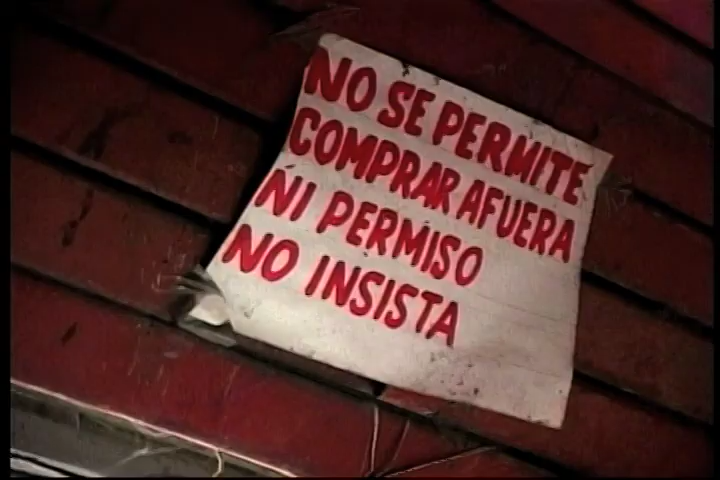 NO SE PERMITE
COMPRAR AFUERA
NI PERMISO
NO INSISTA